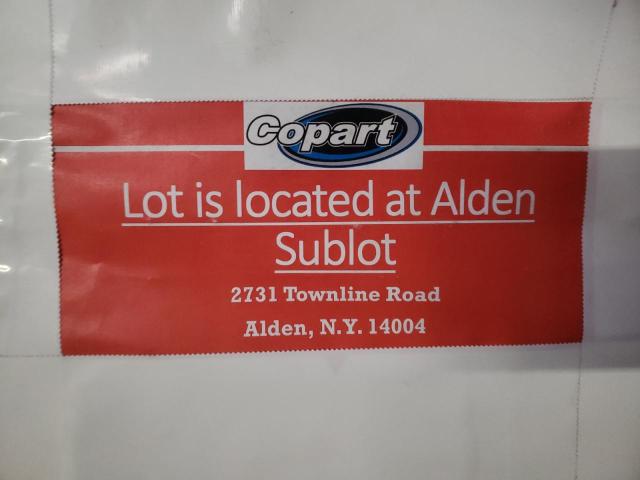 Copart
Lot is located at Alden
Sublot
2731 Townline Road
Alden, N.Y. 14004